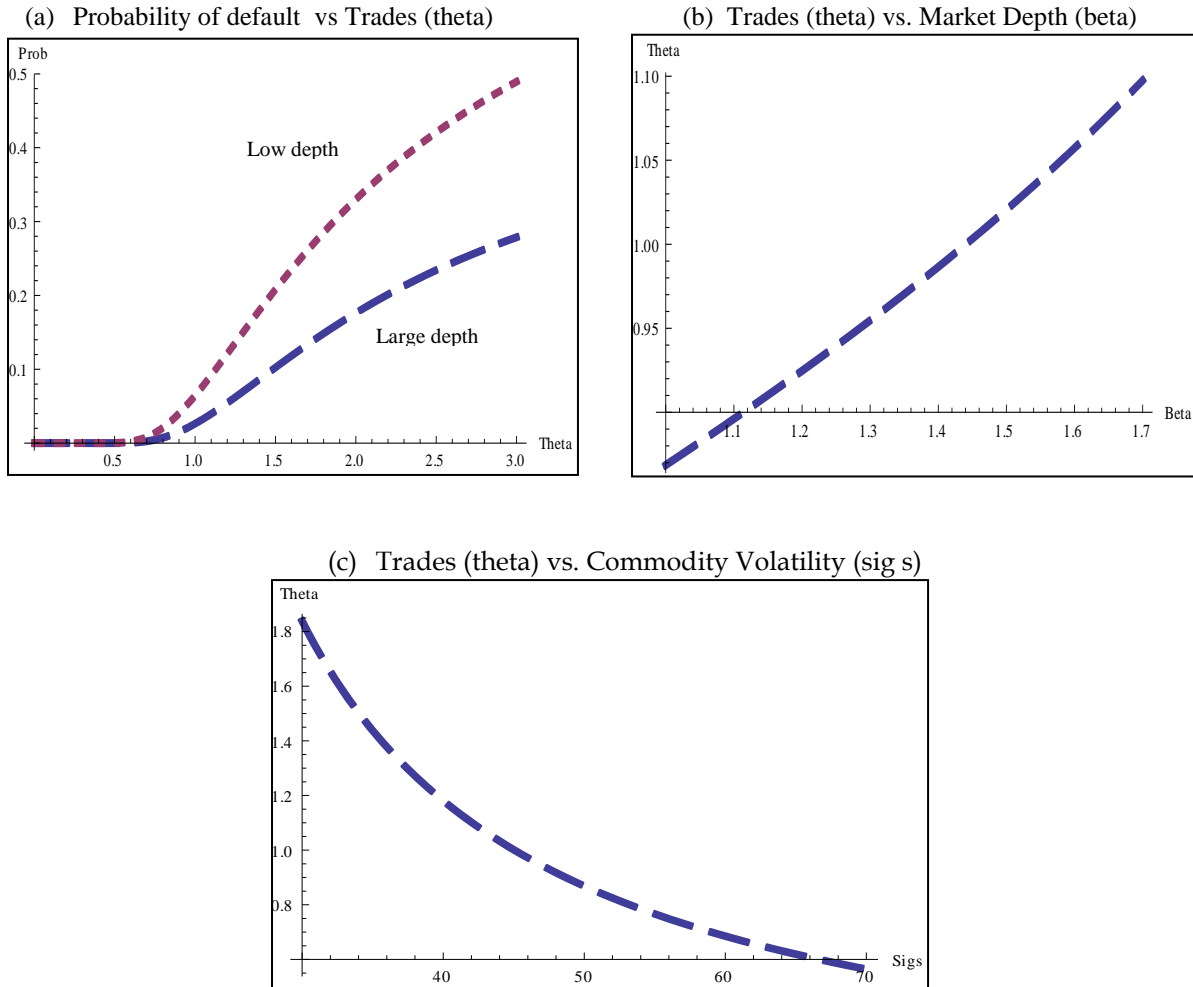 (a) Probability of default vs Trades (theta)
Prob
0.5
0.4
0.3
0.2
0.1
Low depth
Large depth
0.5 1.0 1.5 2.0 2.5 3.0
Theta
(b) Trades (theta) vs. Market Depth (beta)
Theta
1.10
1.05
1.00
0.95
1.1 1.2 1.3 1.4 1.5 1.6 1.7
Beta
(c) Trades (theta) vs. Commodity Volatility (sig s)
Theta
1.8
1.6
1.4
1.2
1.0
0.8
40 50 60 70
Sigs